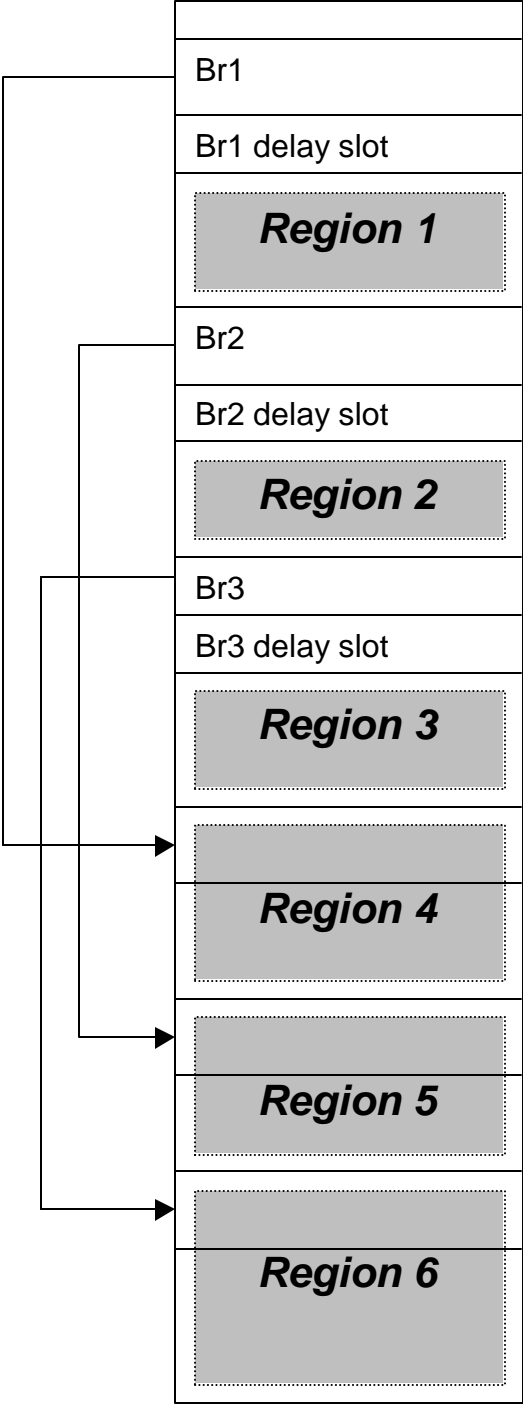 Br1
Br1 delay slot
Region 1
Br2
Br2 delay slot
Region 2
Br3
Br3 delay slot
Region 3
Region 4
Region 5
Region 6